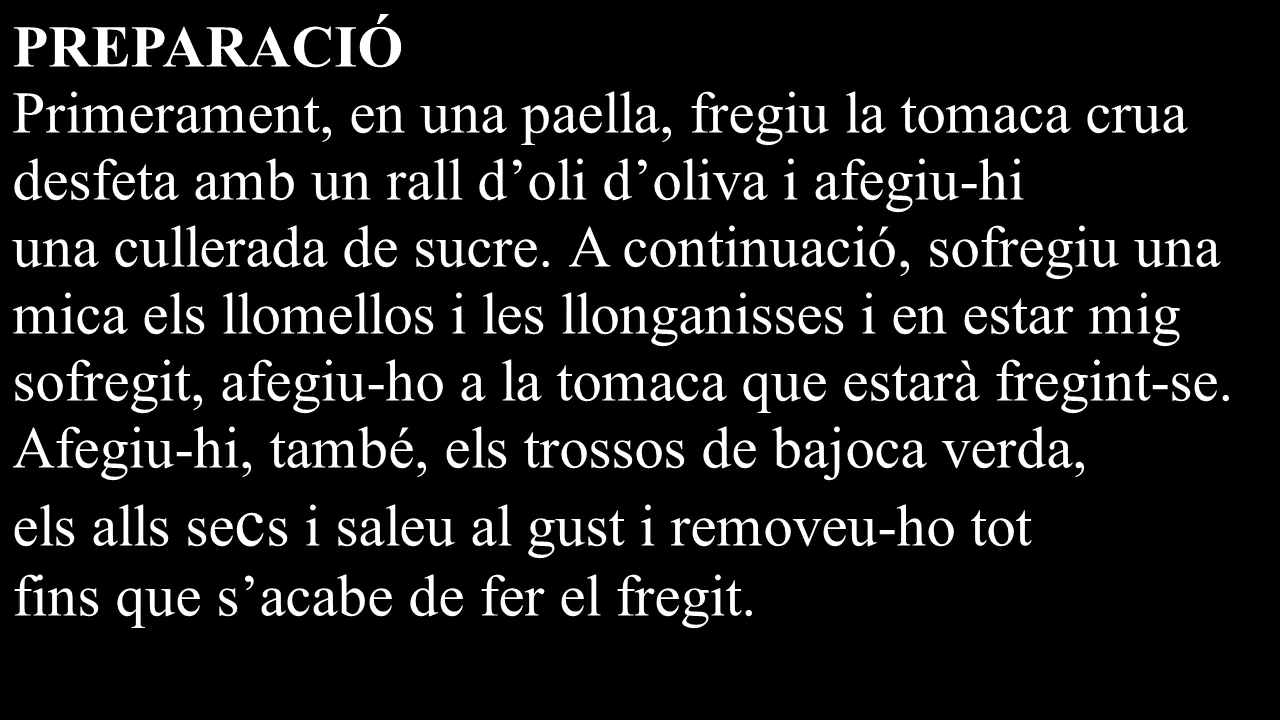 PREPARACIÓ
Primerament, en una paella, fregiu la tomaca crua
desfeta amb un rall d’oli d’oliva i afegiu-hi
una cullerada de sucre. A continuació, sofregiu una
mica els llomellos i les llonganisses i en estar mig
sofregit, afegiu-ho a la tomaca que estarà fregint-se.
Afegiu-hi, també, els trossos de bajoca verda,
els alls secs i saleu al gust i removeu-ho tot
fins que s’acabe de fer el fregit.